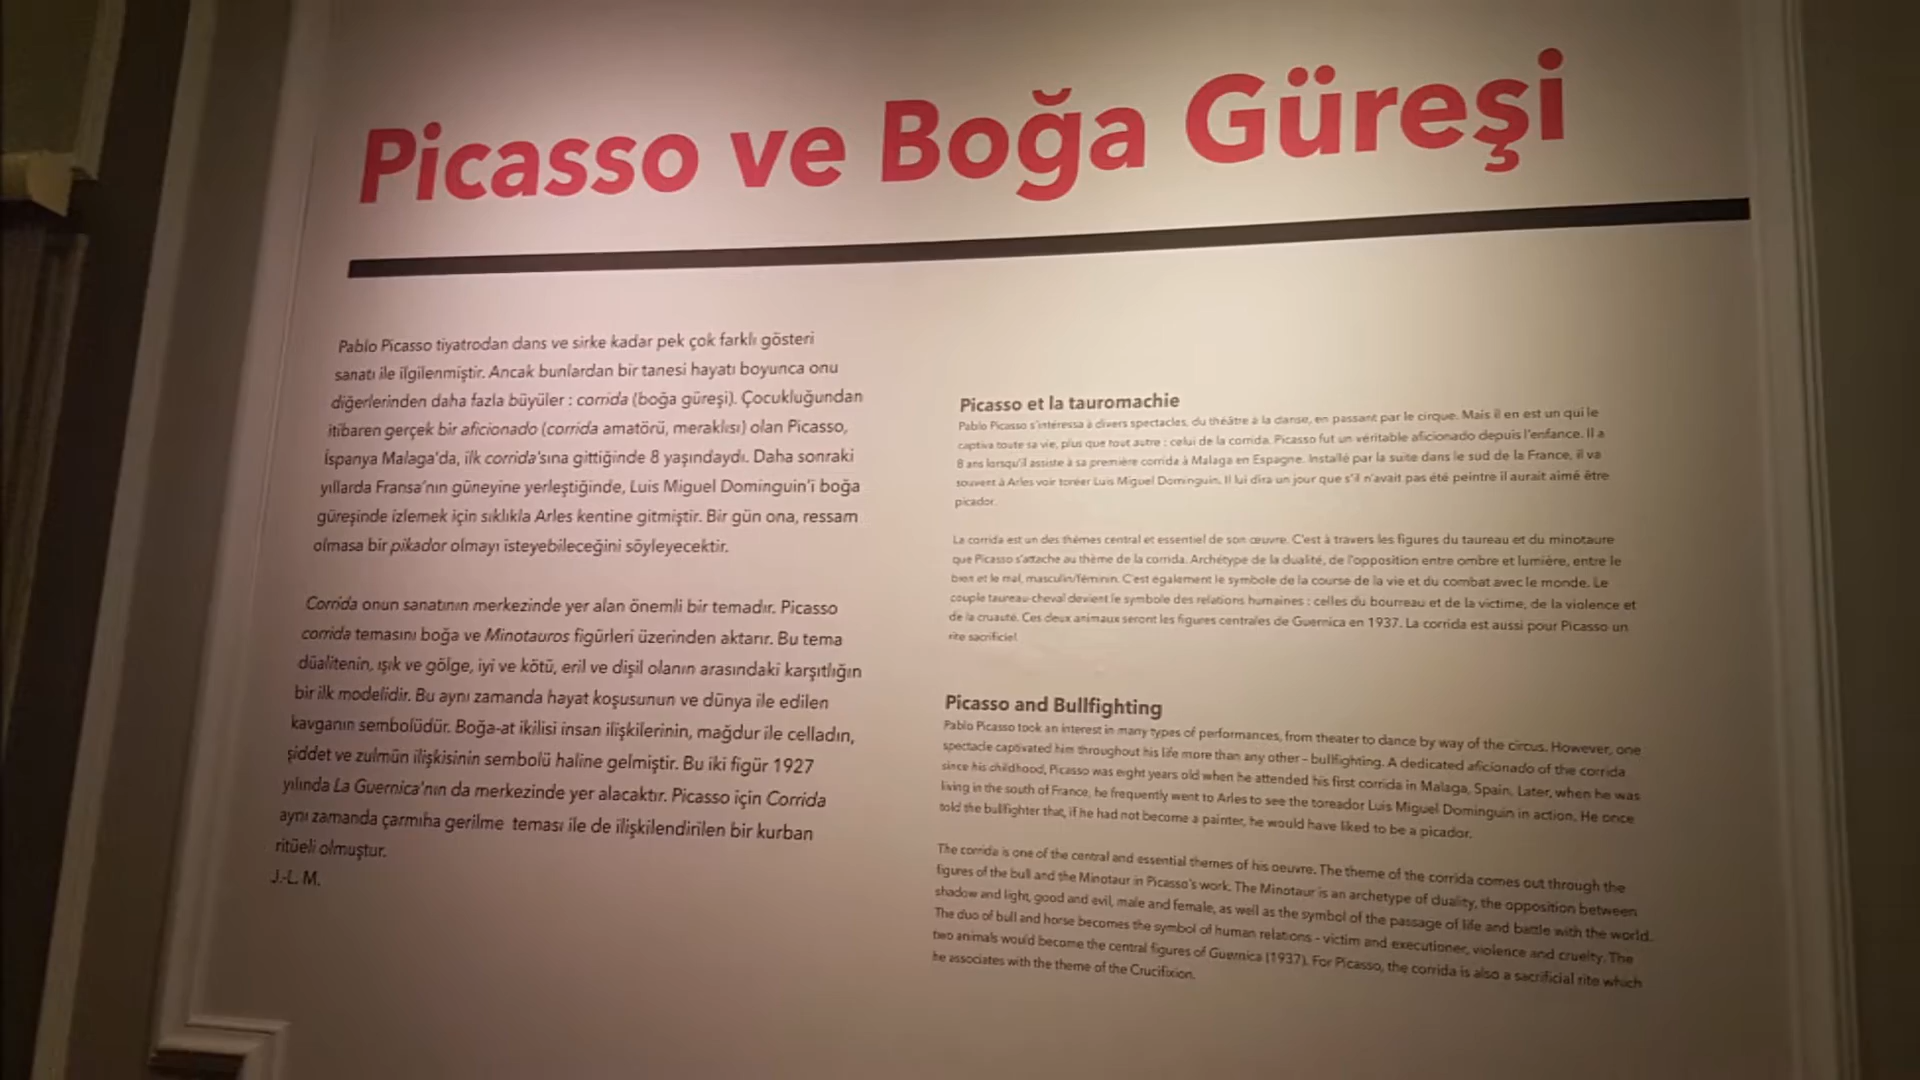 Picasso ve Boğa Güreşi
Pablo Picasso tiyatrodan dans ve sirke kadar pek çok farklı gösteri
sanatı ile ilgilenmiştir. Ancak bunlardan bir tanesi hayatı boyunca onu
diğerlerinden daha fazla büyüler : corrida (boğa güreşi). Çocukluğundan
itibaren gerçek bir aficionado (corrida amatörü, meraklısı) olan Picasso,
İspanya Malaga'da, ilk corrida'sına gittiğinde 8 yaşındaydı. Daha sonraki
yıllarda Fransa'nın güneyine yerleştiğinde, Luis Miguel Dominguin'i boğa
güreşinde izlemek için sıklıkla Arles kentine gitmiştir. Bir gün ona, ressam
olmasa bir pikador olmayı isteyebileceğini söyleyecektir.
Corrida onun sanatının merkezinde yer alan önemli bir temadır. Picasso
corrida temasını boğa ve Minotauros figürleri üzerinden aktarır. Bu tema
düalitenin, ışık ve gölge, iyi ve kötü, eril ve dişil olanın arasındaki karşıtlığın
bir ilk modelidir. Bu aynı zamanda hayat koşusunun ve dünya ile edilen
kavganın sembolüdür. Boğa-at ikilisi insan ilişkilerinin, mağdur ile celladın,
şiddet ve zulmün ilişkisinin sembolü haline gelmiştir. Bu iki figür 1927
yılında La Guernica'nın da merkezinde yer alacaktır. Picasso için Corrida
aynı zamanda çarmıha gerilme teması ile de ilişkilendirilen bir kurban
ritüeli olmuştur.
J.-L. M.
Picasso et la tauromachie
Pablo Picasso s'intéressa à divers spectacles, du théâtre à la danse, en passant par le cirque. Mais il en est un qui le
captiva toute sa vie, plus que tout autre : celui de la corrida. Picasso fut un véritable aficionado depuis l'enfance. Il a
8 ans lorsqu'il assiste à sa première corrida à Malaga en Espagne. Installé par la suite dans le sud de la France, il va
souvent à Arles voir toréer Luis Miguel Dominguin. Il lui dira un jour que s'il n'avait pas été peintre il aurait aimé être
picador.
La corrida est un des thèmes central et essentiel de son œuvre. C'est à travers les figures du taureau et du minotaure
que Picasso s'attache au thème de la corrida. Archétype de la dualité, de l'opposition entre ombre et lumière, entre le
bien et le mal, masculin/féminin. C'est également le symbole de la course de la vie et du combat avec le monde. Le
couple taureau-cheval devient le symbole des relations humaines : celles du bourreau et de la victime, de la violence et
de la cruauté. Ces deux animaux seront les figures centrales de Guernica en 1937. La corrida est aussi pour Picasso un
rite sacrificiel
Picasso and Bullfighting
Pablo Picasso took an interest in many types of performances, from theater to dance by way of the circus. However, one
spectacle captivated him throughout his life more than any other - bullfighting. A dedicated aficionado of the corrida
since his childhood, Picasso was eight years old when he attended his first corrida in Malaga, Spain. Later, when he was
living in the south of France, he frequently went to Arles to see the toreador Luis Miguel Dominguin in action. He once
told the bullfighter that, if he had not become a painter, he would have liked to be a picador.
The corrida is one of the central and essential themes of his oeuvre. The theme of the corrida comes out through the
figures of the bull and the Minotaur in Picasso's work. The Minotaur is an archetype of duality, the opposition between
shadow and light, good and evil, male and female, as well as the symbol of the passage of life and battle with the world.
The duo of bull and horse becomes the symbol of human relations - victim and executioner, violence and cruelty. The
two animals would become the central figures of Guernica (1937). For Picasso, the corrida is also a sacrificial rite which
he associates with the theme of the Crucifixion.